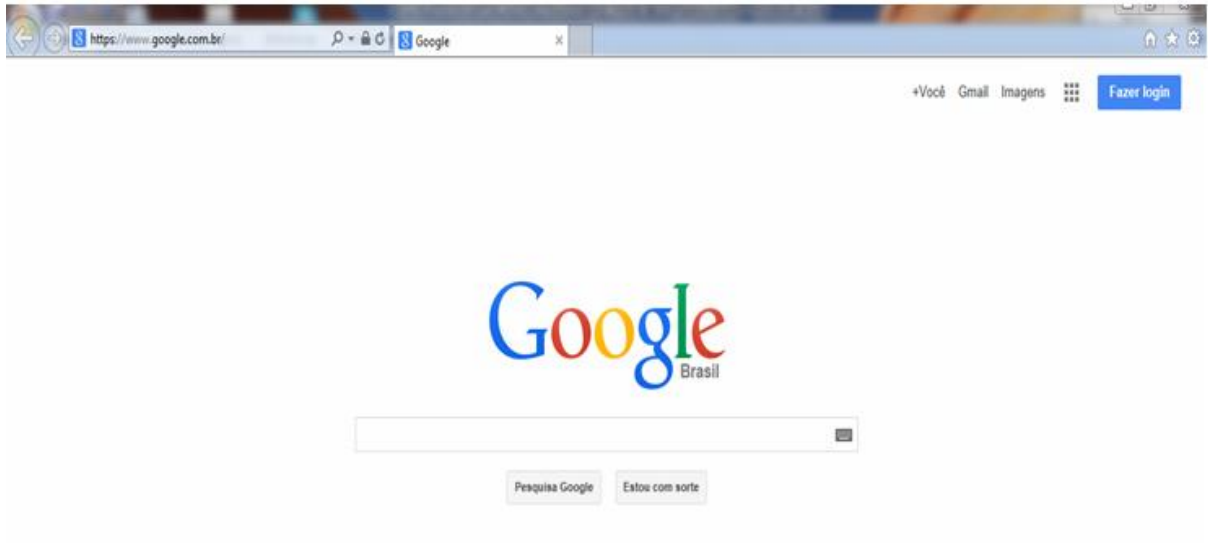 https://www.google.com.br/ Google
+Você Gmail Imagens Fazer login
Google
Brasil
Pesquisa Google Estou com sorte